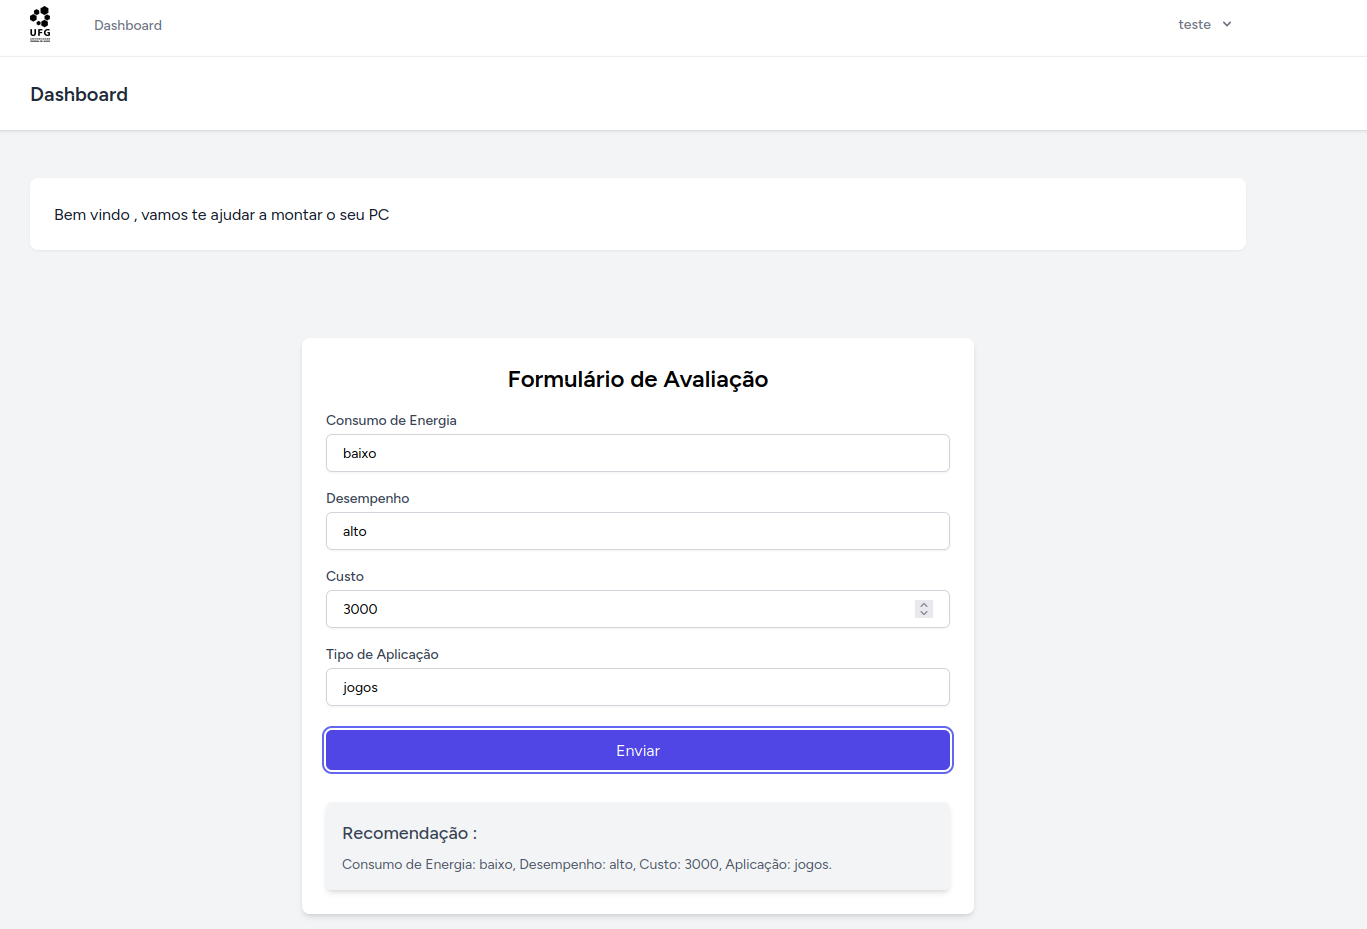 UFG
Dashboard
teste
Dashboard
Bem vindo , vamos te ajudar a montar o seu PC
Formulário de Avaliação
Consumo de Energia
baixo
Desempenho
alto
Custo
3000
Tipo de Aplicação
jogos
Enviar
Recomendação :
Consumo de Energia: baixo, Desempenho: alto, Custo: 3000, Aplicação: jogos.